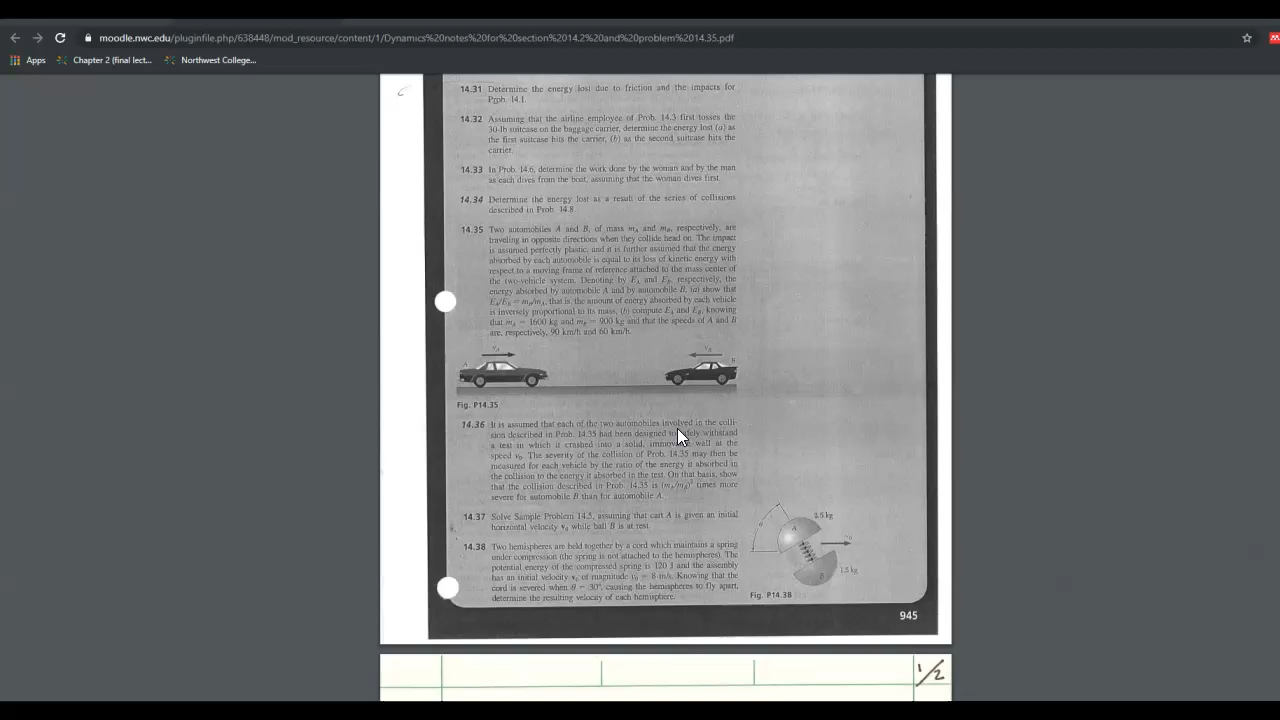 moodle.nwc.edu/pluginfile.php/638448/mod_resource/content/1/Dynamics%20notes%20for%20section%2014.2%20and%20problem%2014.35.pdf
Apps Chapter 2 (final lect... Northwest College...
14.31 Determine the energy lost due to friction and the impacts for
Prob. 14.1.
14.32 Assuming that the airline employee of Prob. 14.3 first tosses the
30-lb suitcase on the baggage carrier, determine the energy lost (a) as
the first suitcase hits the carrier, (b) as the second suitcase hits the
carrier.
14.33 In Prob. 14.6, determine the work done by the woman and by the man
as each dives from the boat, assuming that the woman dives first.
14.34 Determine the energy lost as a result of the series of collisions
described in Prob. 14.8.
14.35 Two automobiles A and B, of mass mA and mB, respectively, are
traveling in opposite directions when they collide head on. The impact
is assumed perfectly plastic, and it is further assumed that the energy
absorbed by each automobile is equal to its loss of kinetic energy with
respect to a moving frame of reference attached to the mass center of
the two-vehicle system. Denoting by EA and EB, respectively, the
energy absorbed by automobile A and by automobile B, (a) show that
EA/EB = mB/mA, that is, the amount of energy absorbed by each vehicle
is inversely proportional to its mass, (b) compute EA and EB, knowing
that mA = 1600 kg and mB = 900 kg and that the speeds of A and B
are, respectively, 90 km/h and 60 km/h.
vA
vB
A
B
Fig. P14.35
14.36 It is assumed that each of the two automobiles involved in the colli-
sion described in Prob. 14.35 had been designed to safely withstand
a test in which it crashed into a solid, immovable wall at the
speed v0. The severity of the collision of Prob. 14.35 may then be
measured for each vehicle by the ratio of the energy it absorbed in
the collision to the energy it absorbed in the test. On that basis, show
that the collision described in Prob. 14.35 is (mA/mB)² times more
severe for automobile B than for automobile A.
14.37 Solve Sample Problem 14.5, assuming that cart A is given an initial
horizontal velocity v0 while ball B is at rest.
14.38 Two hemispheres are held together by a cord which maintains a spring
under compression (the spring is not attached to the hemispheres). The
potential energy of the compressed spring is 120 J and the assembly
has an initial velocity v0 of magnitude v0 = 8 m/s. Knowing that the
cord is severed when θ = 30°, causing the hemispheres to fly apart,
determine the resulting velocity of each hemisphere.
2.5 kg
A
θ
v0
1.5 kg
B
Fig. P14.38
945
1/2